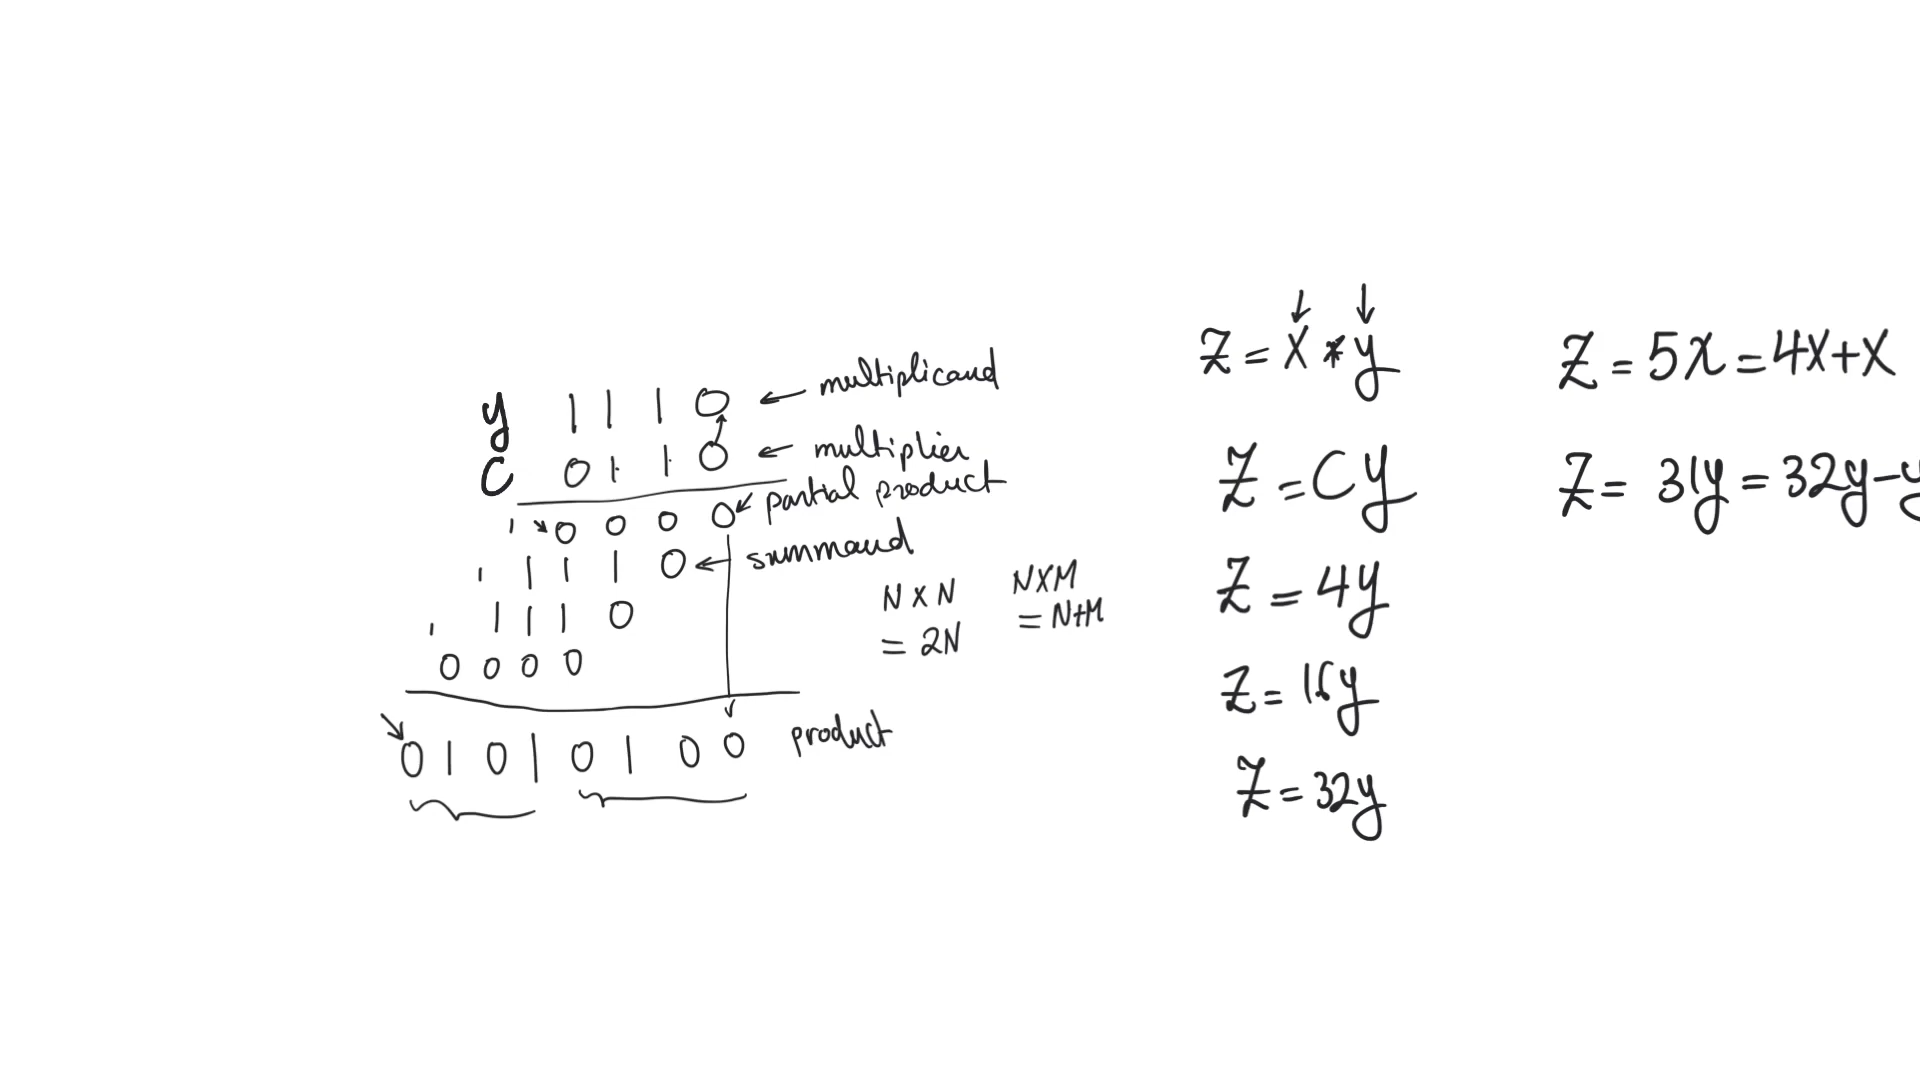 y 1 1 1 0 ← multiplicand
C 0 1 1 0 ← multiplier
0 0 0 0 partial product
1 1 1 0 ← summand
1 1 1 0
0 0 0 0
0 1 0 1 0 1 0 0 product
N X N
= 2N
N X M
= N+M
Z = X * y
Z = Cy
Z = 4y
Z = 16y
Z = 32y
Z = 5x = 4x+x
Z = 31y = 32y-y